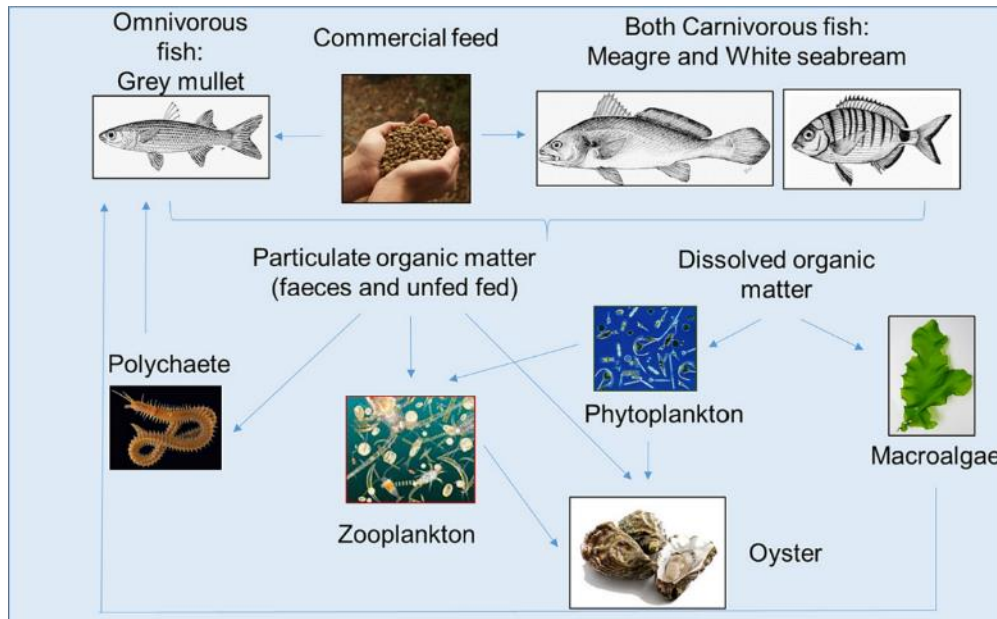 Omnivorous
fish:
Grey mullet
Commercial feed
Both Carnivorous fish:
Meagre and White seabream
Particulate organic matter
(faeces and unfed fed)
Dissolved organic
matter
Polychaete
Phytoplankton
Macroalgae
Zooplankton
Oyster